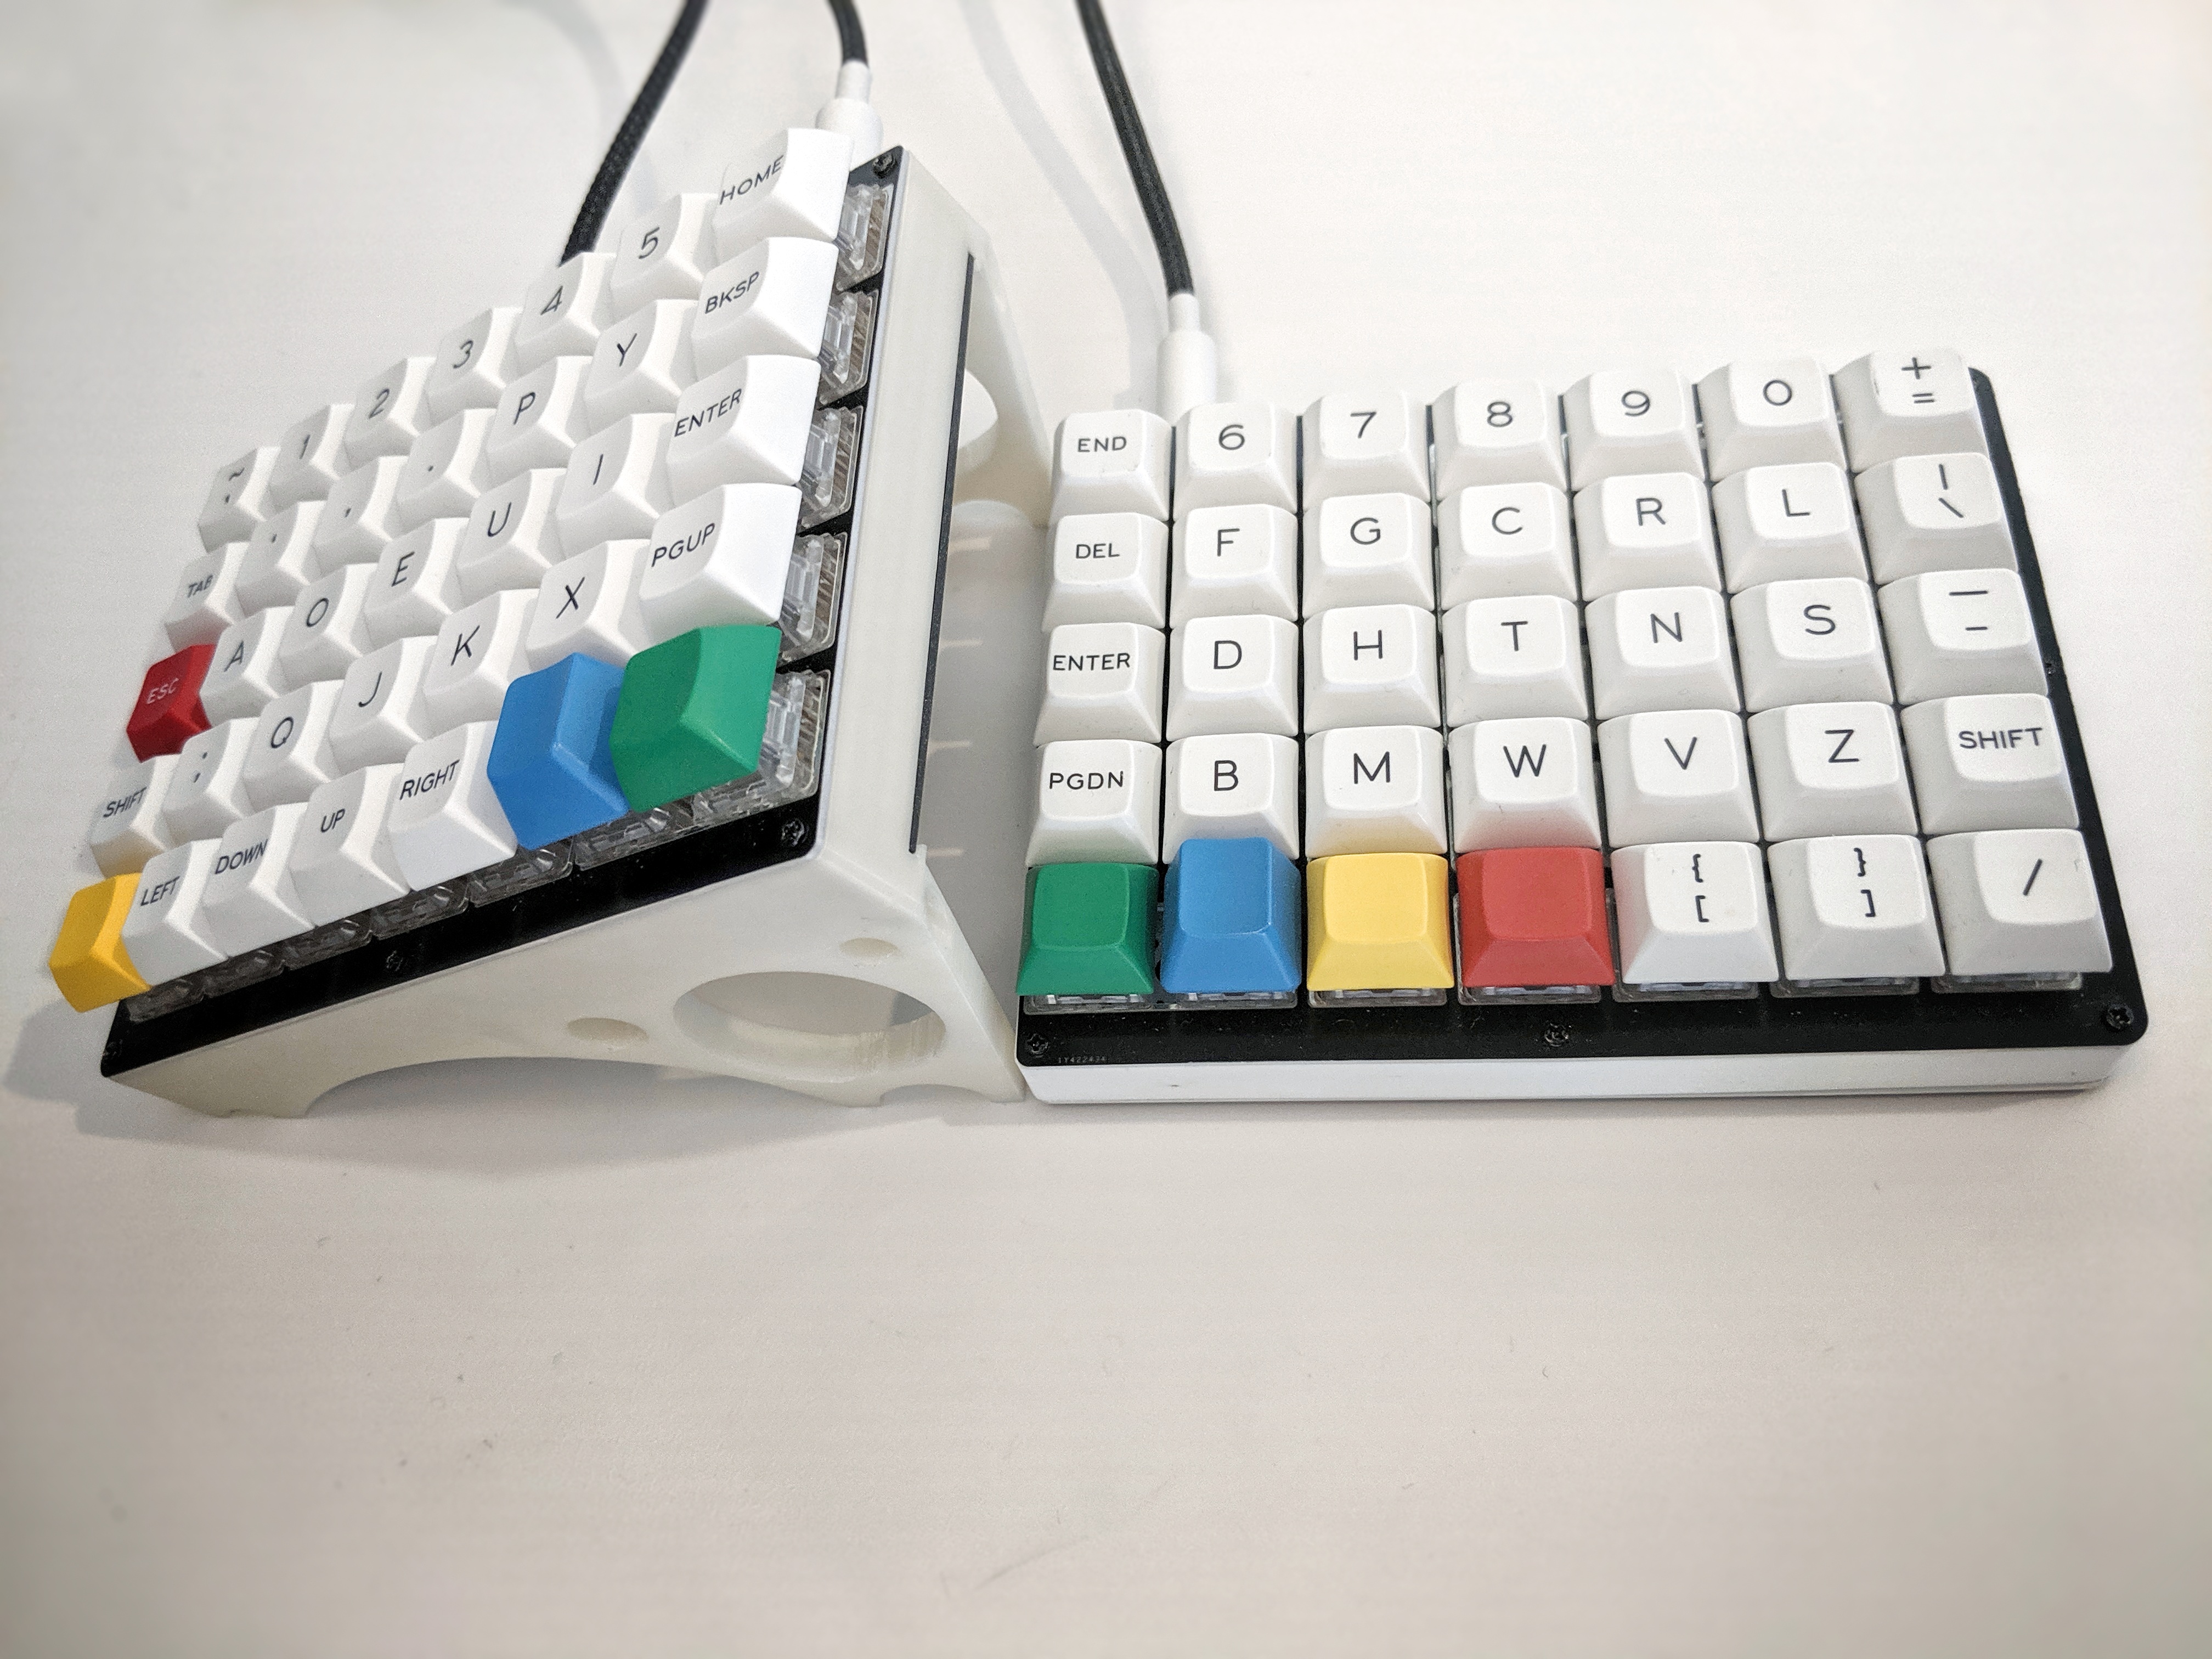 ~ 1 2 3 4 5 HOME
TAB ' , . P Y BKSP
ESC A O E U I ENTER
SHIFT ; Q J K X PGUP
LEFT DOWN UP RIGHT
END 6 7 8 9 0 + =
DEL F G C R L | \
ENTER D H T N S — -
PGDN B M W V Z SHIFT
{ [ } ] /
1Y422434